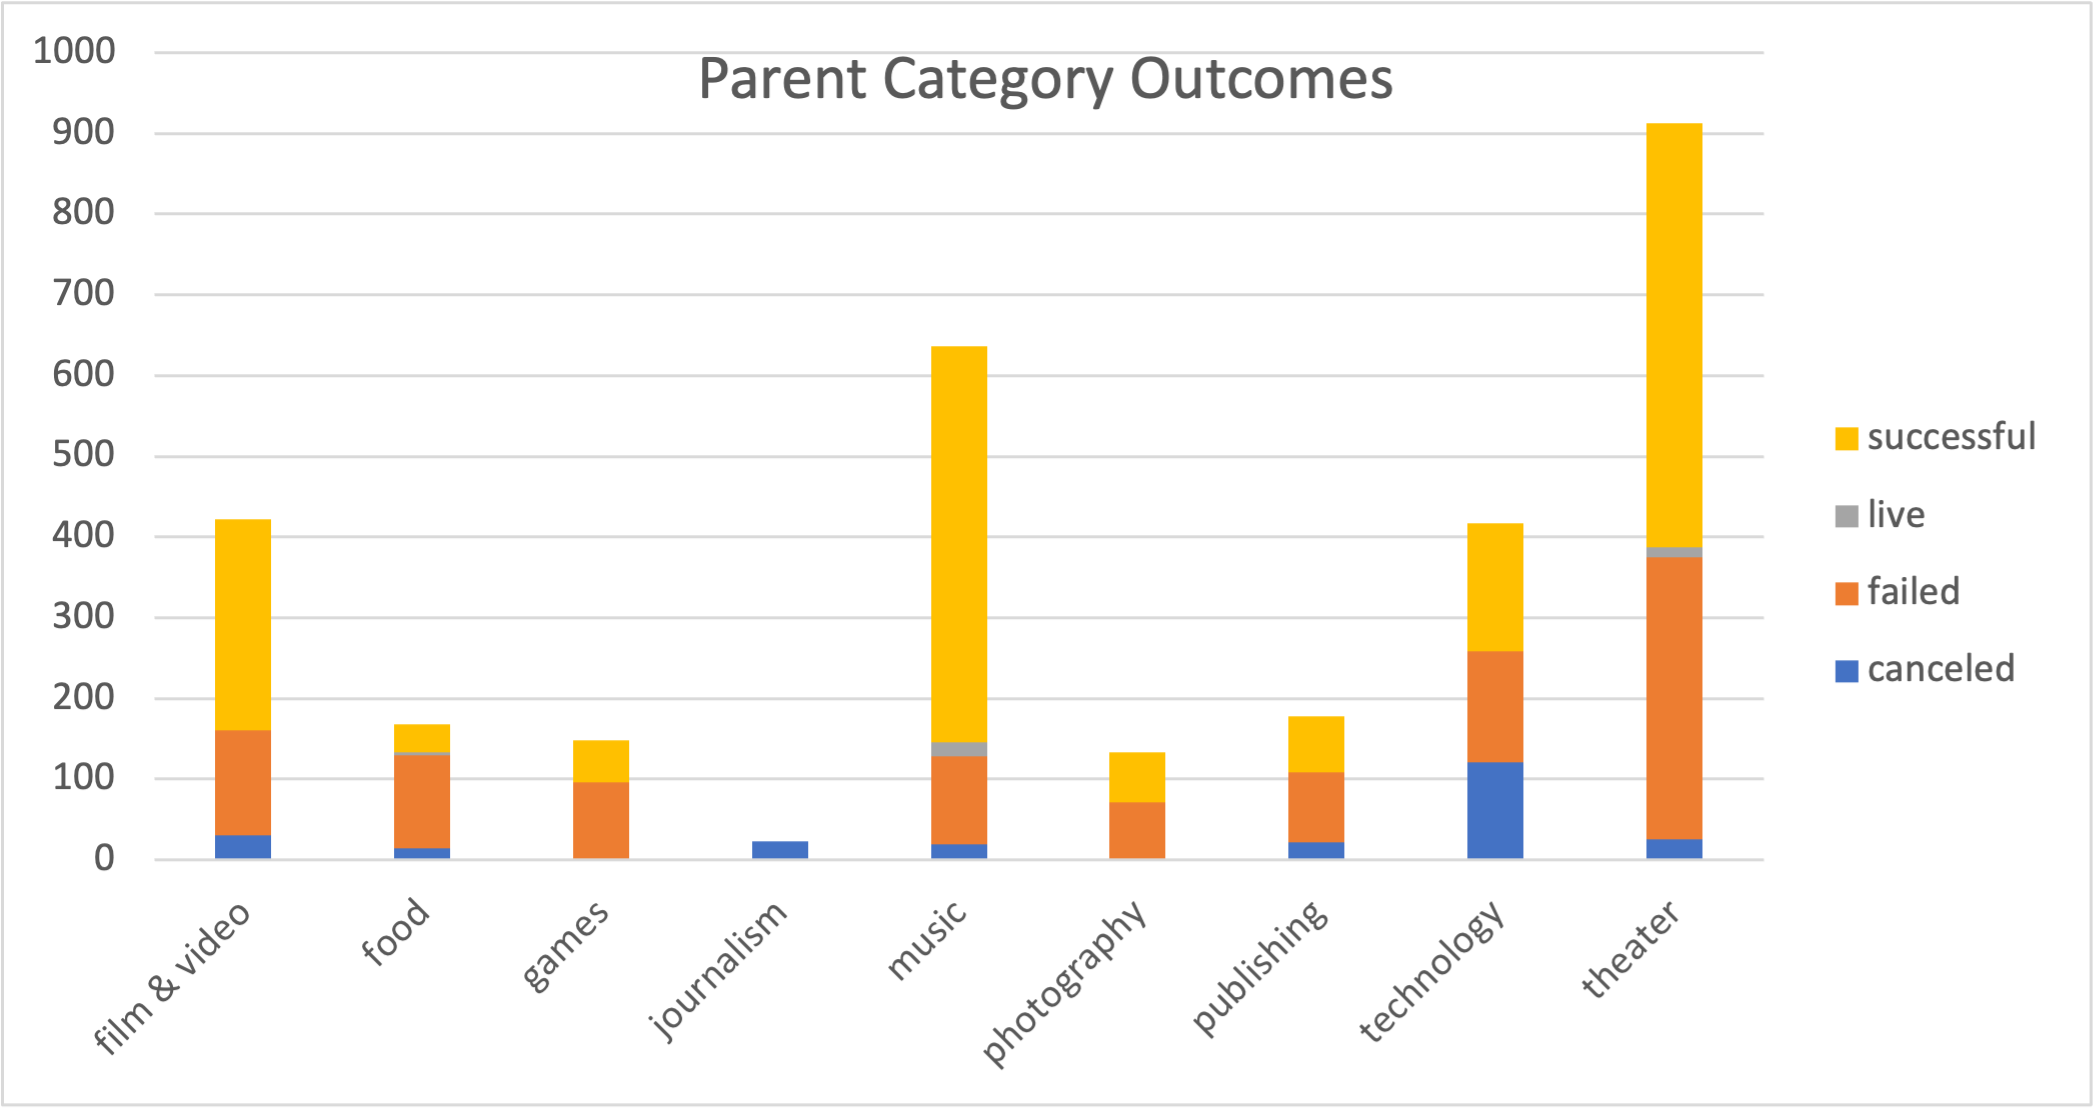 Parent Category Outcomes
1000
900
800
700
600
500
400
300
200
100
0
film & video
food
games
journalism
music
photography
publishing
technology
theater
successful
live
failed
canceled